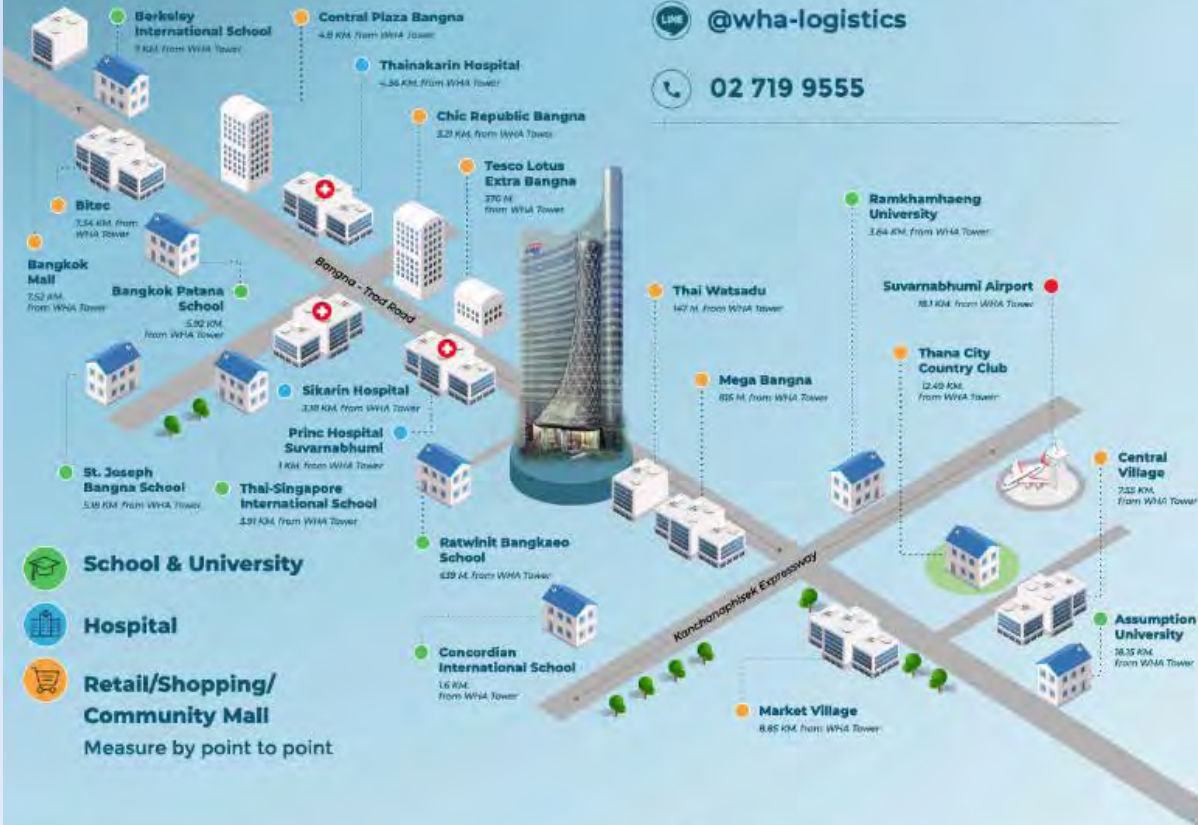 Berkeley
International School
7 KM. from WHA Tower
Central Plaza Bangna
4.9 KM. from WHA Tower
Thainakarin Hospital
4.36 KM. from WHA Tower
Chic Republic Bangna
3.21 KM. from WHA Tower
Tesco Lotus
Extra Bangna
370 M.
from WHA Tower
@wha-logistics
02 719 9555
Bitec
7.34 KM. from
WHA Tower
Bangkok
Mall
7.52 KM.
from WHA Tower
Bangkok Patana
School
5.92 KM.
from WHA Tower
Bangna - Trad Road
Ramkhamhaeng
University
3.84 KM. from WHA Tower
Suvarnabhumi Airport
18.1 KM. from WHA Tower
Thai Watsadu
147 M. from WHA Tower
Thana City
Country Club
12.49 KM.
from WHA Tower
Mega Bangna
815 M. from WHA Tower
Sikarin Hospital
3.18 KM. from WHA Tower
Princ Hospital
Suvarnabhumi
1 KM. from WHA Tower
St. Joseph
Bangna School
5.18 KM. from WHA Tower
Thai-Singapore
International School
3.91 KM. from WHA Tower
Central
Village
7.55 KM.
from WHA Tower
Ratwinit Bangkaeo
School
639 M. from WHA Tower
Kanchanaphisek Expressway
Concordian
International School
1.6 KM.
from WHA Tower
Assumption
University
18.15 KM.
from WHA Tower
Market Village
8.85 KM. from WHA Tower
School & University
Hospital
Retail/Shopping/
Community Mall
Measure by point to point